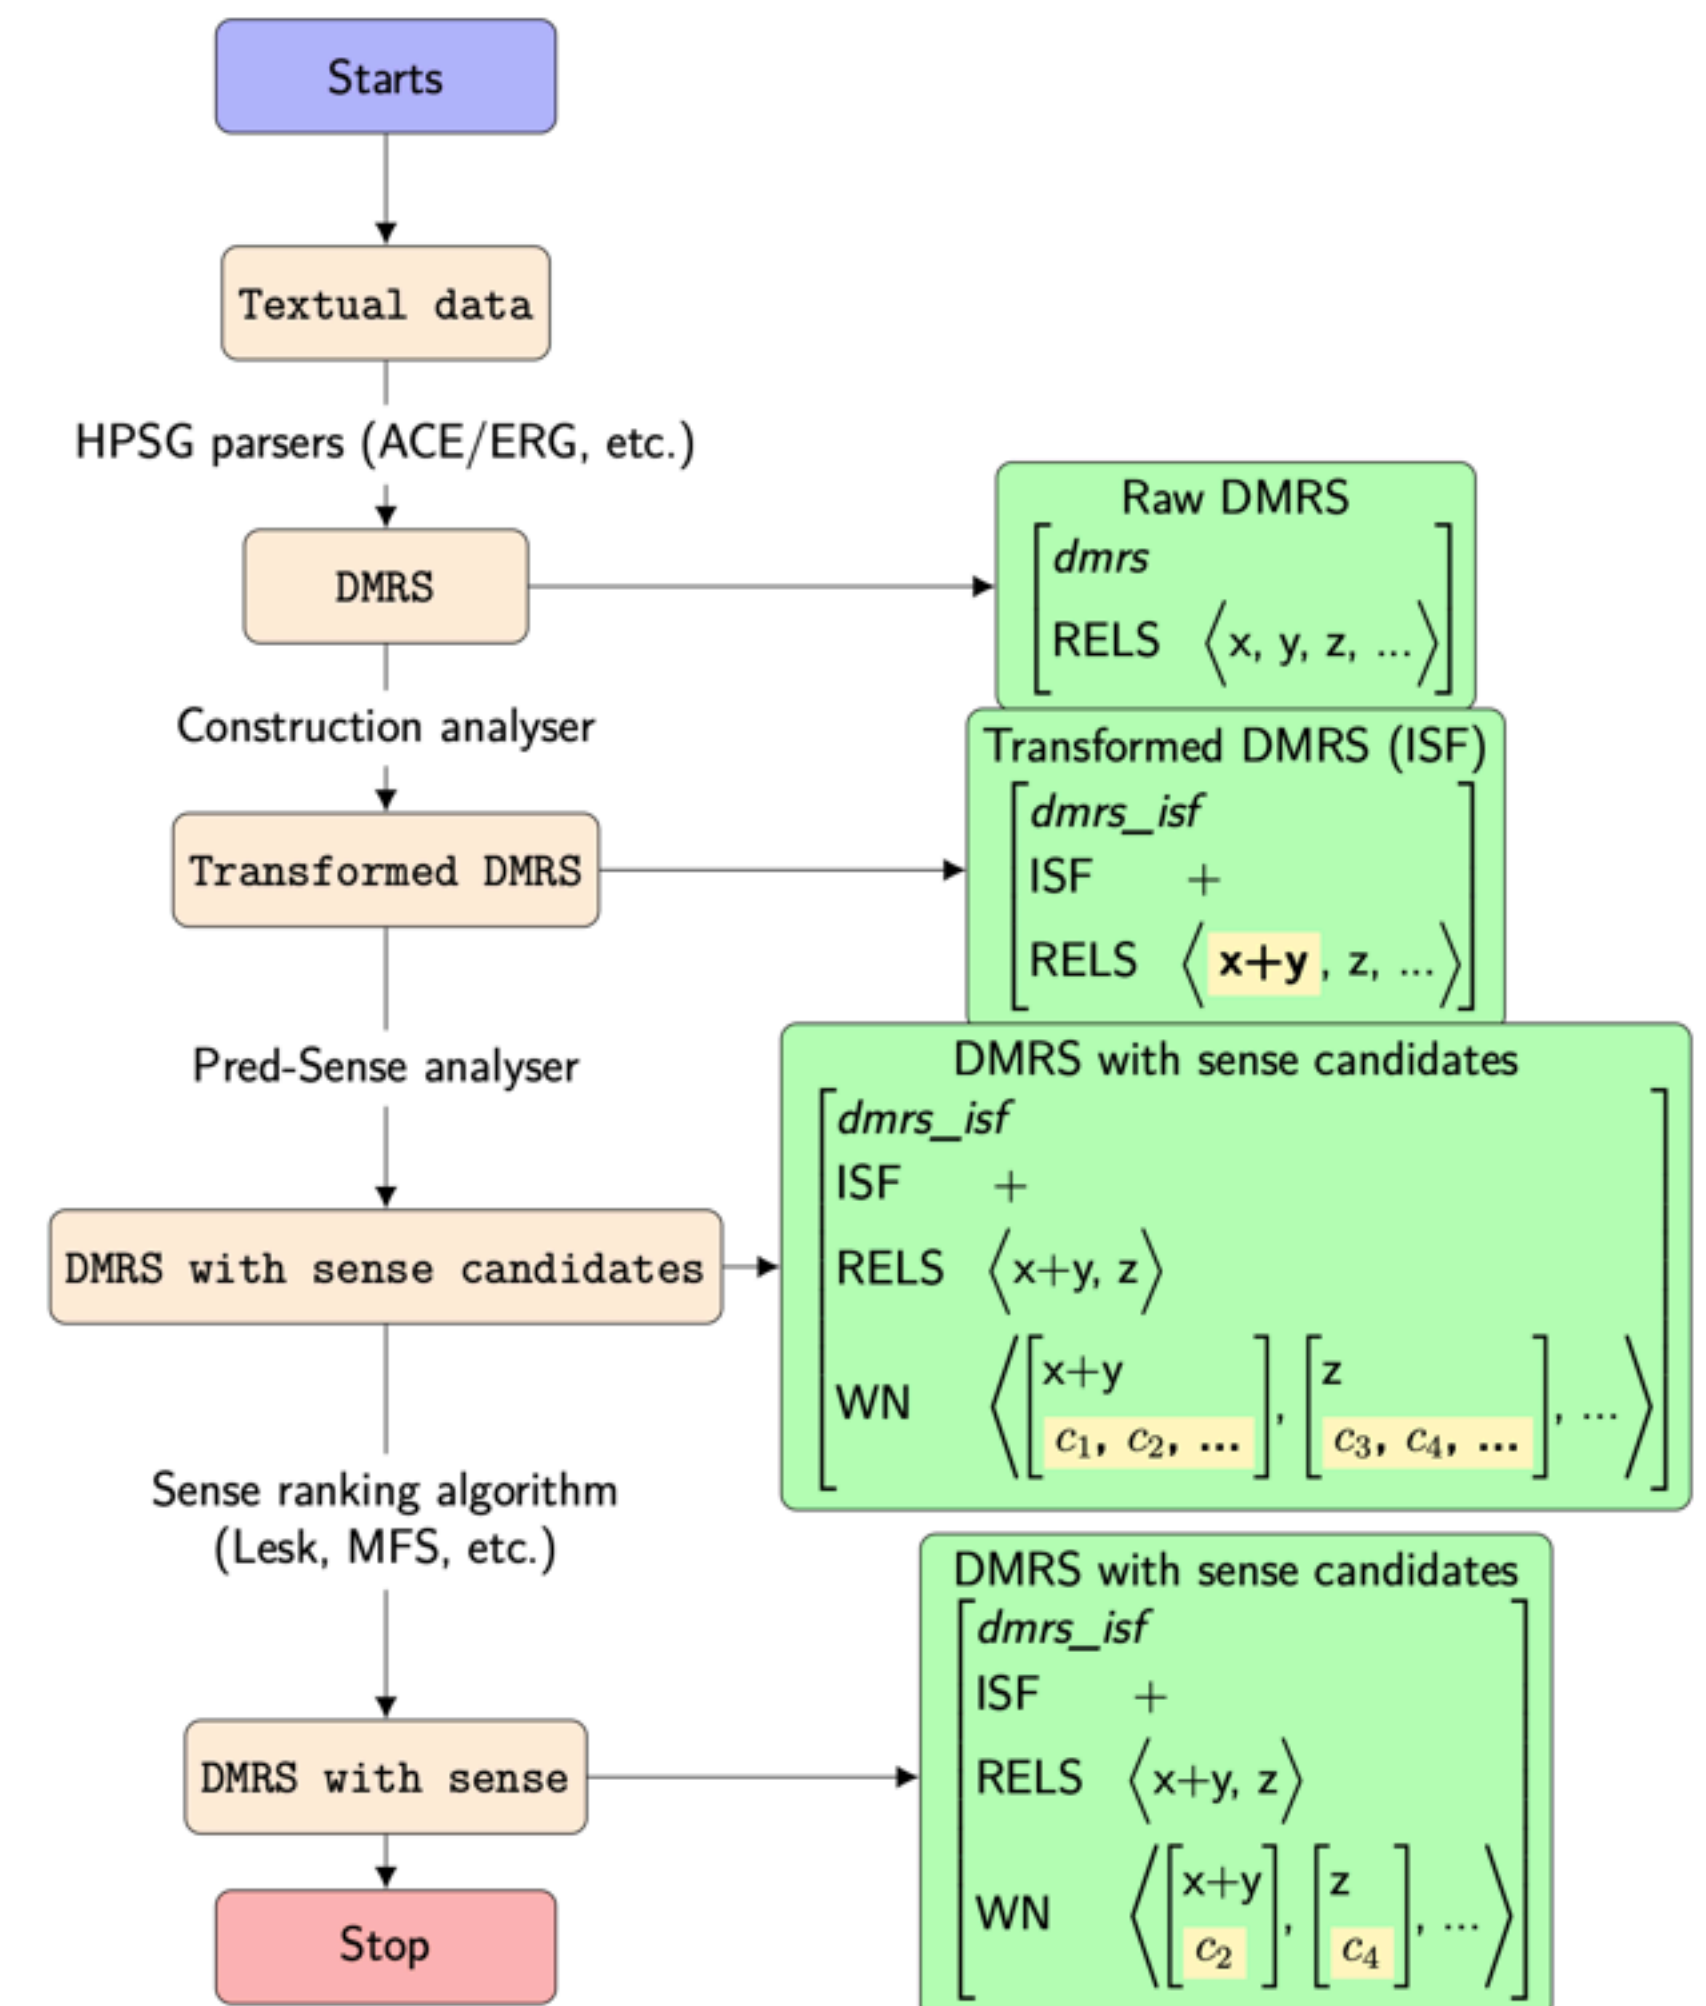 Starts
Textual data
HPSG parsers (ACE/ERG, etc.)
DMRS
Construction analyser
Transformed DMRS
Pred-Sense analyser
DMRS with sense candidates
Sense ranking algorithm
(Lesk, MFS, etc.)
DMRS with sense
Stop
Raw DMRS
dmrs
RELS ⟨x, y, z, ...⟩
Transformed DMRS (ISF)
dmrs_isf
ISF +
RELS ⟨x+y, z, ...⟩
DMRS with sense candidates
dmrs_isf
ISF +
RELS ⟨x+y, z⟩
WN ⟨[x+y c₁, c₂, ...], [z c₃, c₄, ...], ...⟩
DMRS with sense candidates
dmrs_isf
ISF +
RELS ⟨x+y, z⟩
WN ⟨[x+y c₂], [z c₄], ...⟩